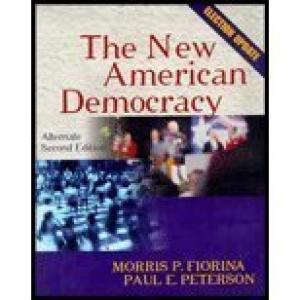 ELECTION UPDATE
The New
American
Democracy
Alternate
Second Edition
MORRIS P. FIORINA
PAUL E. PETERSON